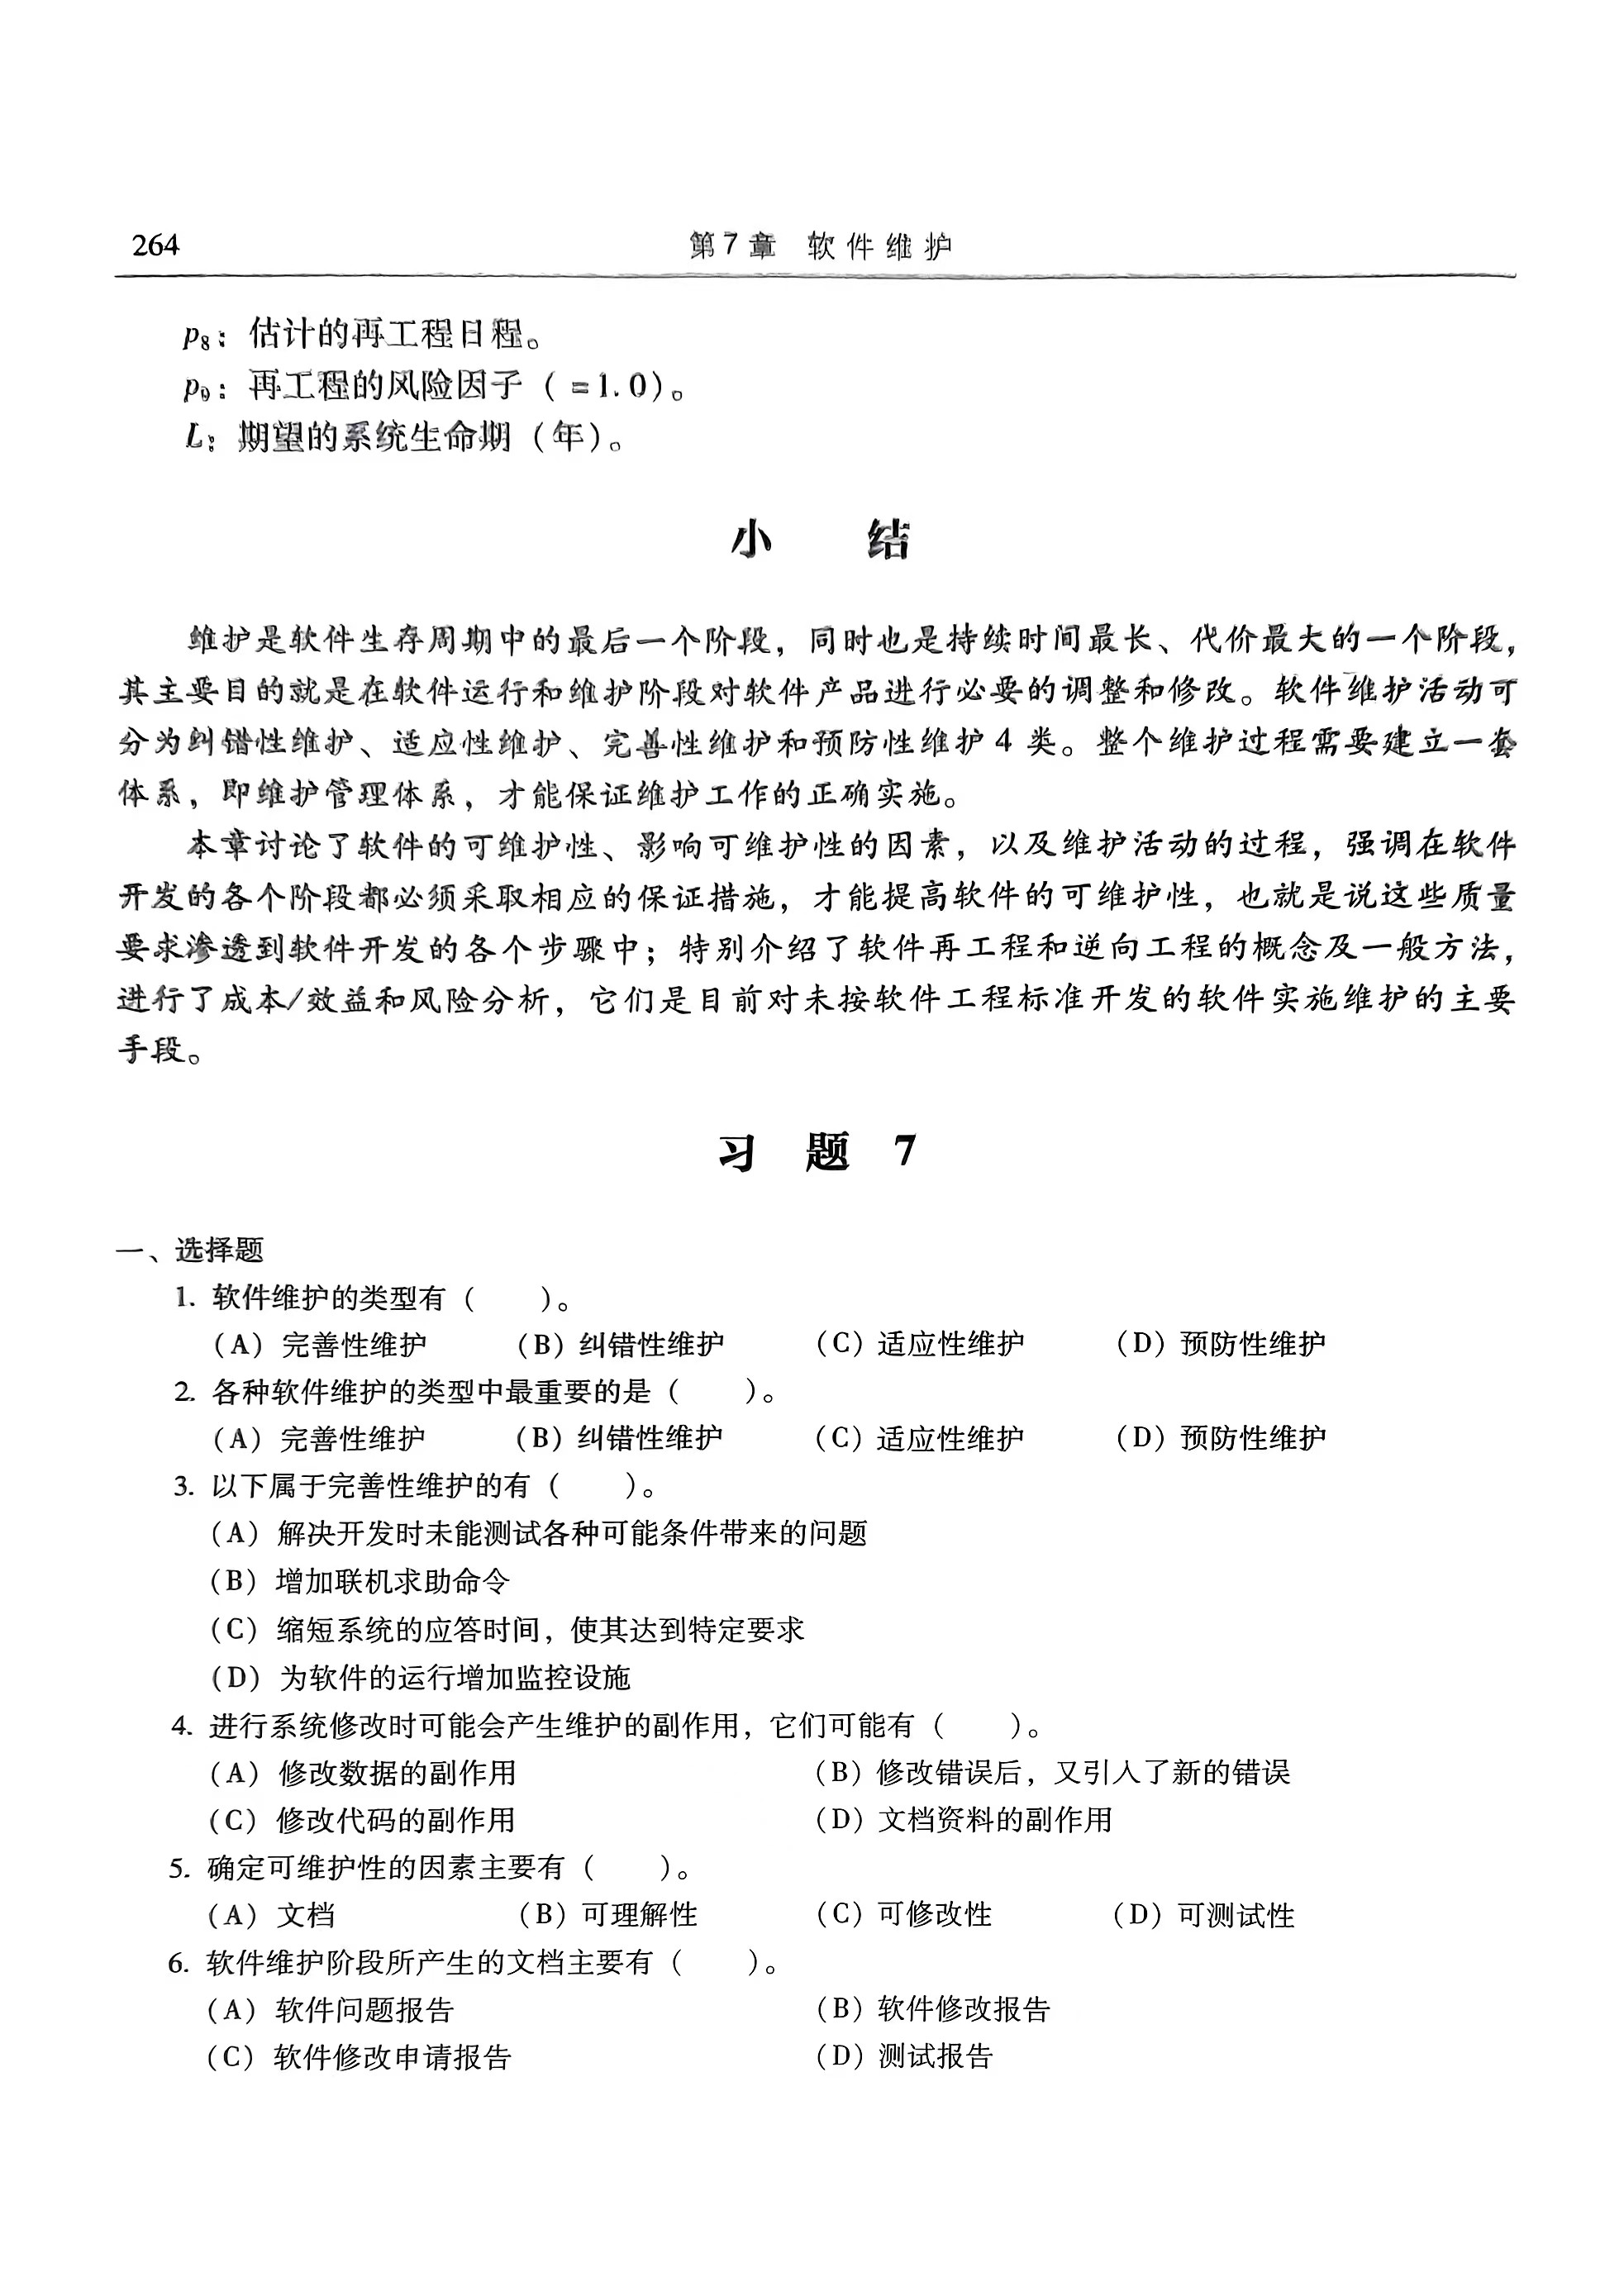 264
第7章 软件维护
p8：估计的再工程日程。
p9：再工程的风险因子（=1.0）。
L：期望的系统生命期（年）。
小 结
维护是软件生存周期中的最后一个阶段，同时也是持续时间最长、代价最大的一个阶段，
其主要目的就是在软件运行和维护阶段对软件产品进行必要的调整和修改。软件维护活动可
分为纠错性维护、适应性维护、完善性维护和预防性维护4类。整个维护过程需要建立一套
体系，即维护管理体系，才能保证维护工作的正确实施。
本章讨论了软件的可维护性、影响可维护性的因素，以及维护活动的过程，强调在软件
开发的各个阶段都必须采取相应的保证措施，才能提高软件的可维护性，也就是说这些质量
要求渗透到软件开发的各个步骤中；特别介绍了软件再工程和逆向工程的概念及一般方法，
进行了成本/效益和风险分析，它们是目前对未按软件工程标准开发的软件实施维护的主要
手段。
习 题 7
一、选择题
1. 软件维护的类型有（ ）。
（A）完善性维护 （B）纠错性维护 （C）适应性维护 （D）预防性维护
2. 各种软件维护的类型中最重要的是（ ）。
（A）完善性维护 （B）纠错性维护 （C）适应性维护 （D）预防性维护
3. 以下属于完善性维护的有（ ）。
（A）解决开发时未能测试各种可能条件带来的问题
（B）增加联机求助命令
（C）缩短系统的应答时间，使其达到特定要求
（D）为软件的运行增加监控设施
4. 进行系统修改时可能会产生维护的副作用，它们可能有（ ）。
（A）修改数据的副作用 （B）修改错误后，又引入了新的错误
（C）修改代码的副作用 （D）文档资料的副作用
5. 确定可维护性的因素主要有（ ）。
（A）文档 （B）可理解性 （C）可修改性 （D）可测试性
6. 软件维护阶段所产生的文档主要有（ ）。
（A）软件问题报告 （B）软件修改报告
（C）软件修改申请报告 （D）测试报告